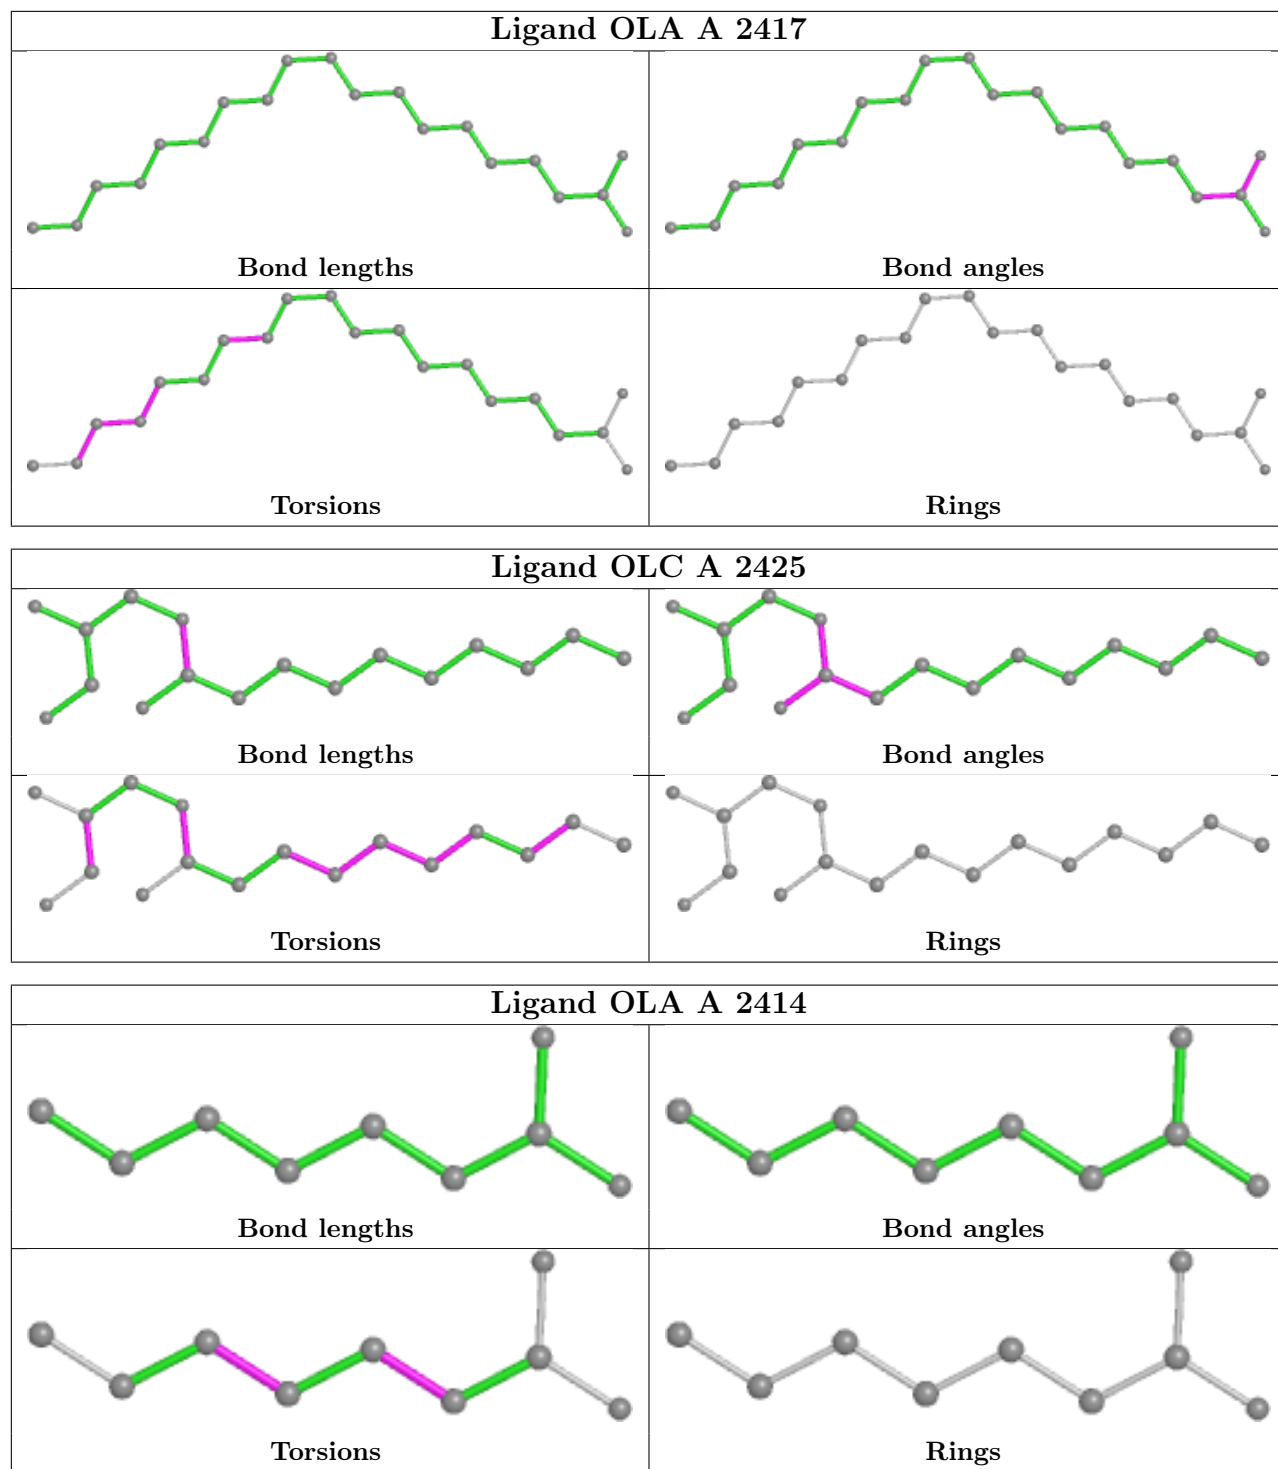 Ligand OLA A 2417
Bond lengths
Bond angles
Torsions
Rings
Ligand OLC A 2425
Bond lengths
Bond angles
Torsions
Rings
Ligand OLA A 2414
Bond lengths
Bond angles
Torsions
Rings